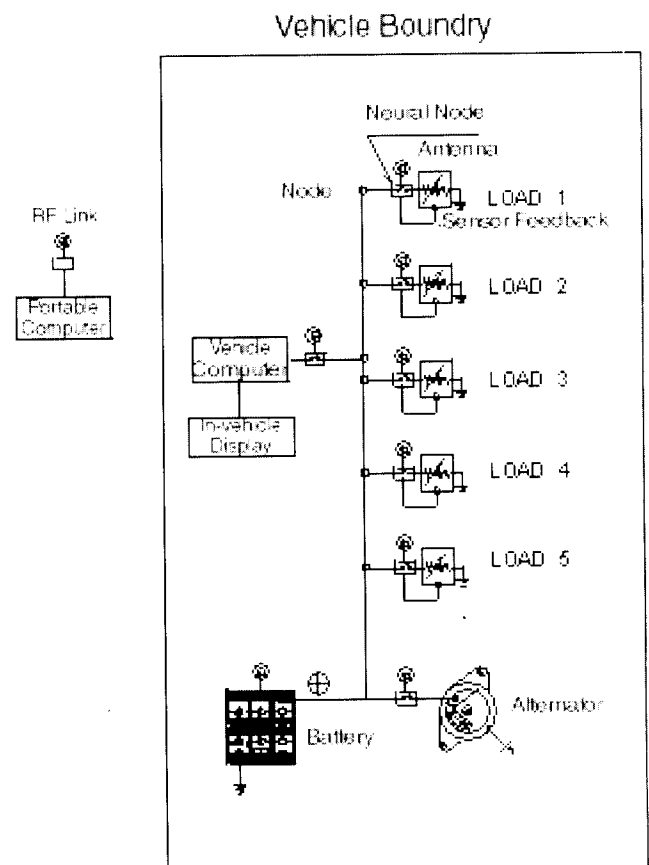 Vehicle Boundry
Neural Node
Antenna
Node
LOAD 1
Sensor Feedback
RF Link
Portable
Computer
LOAD 2
Vehicle
Computer
LOAD 3
In-vehicle
Display
LOAD 4
LOAD 5
Battery
Alternator